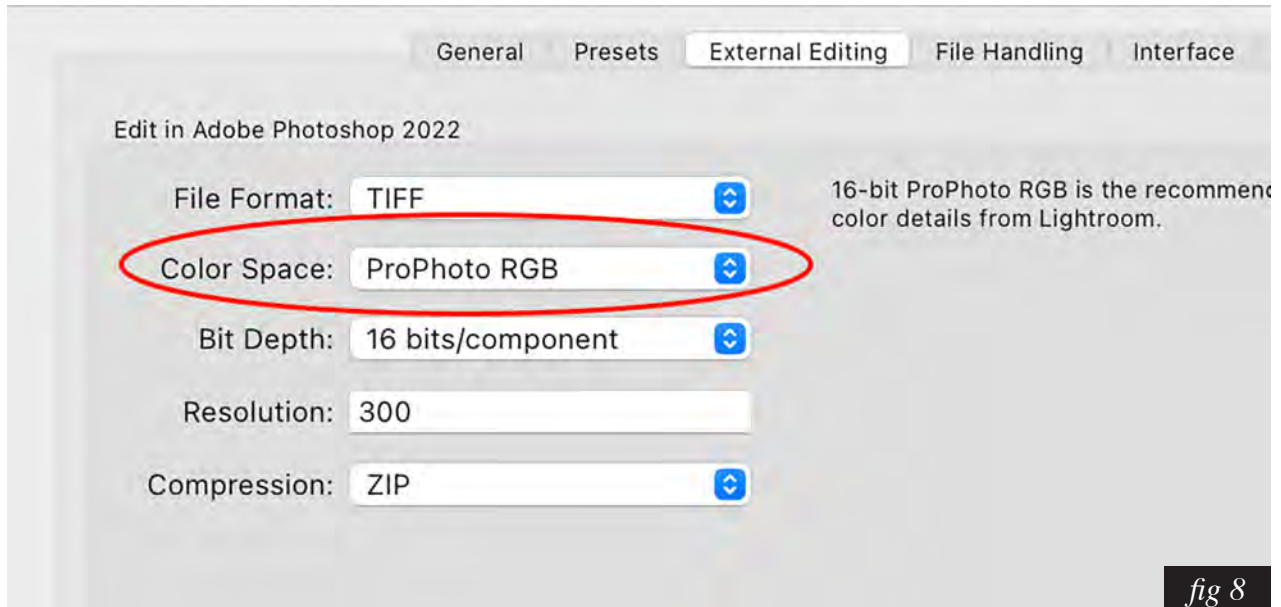 General Presets External Editing File Handling Interface
Edit in Adobe Photoshop 2022
File Format: TIFF
16-bit ProPhoto RGB is the
color details from Lightroom.
Color Space: ProPhoto RGB
Bit Depth: 16 bits/component
Resolution: 300
Compression: ZIP
fig 8